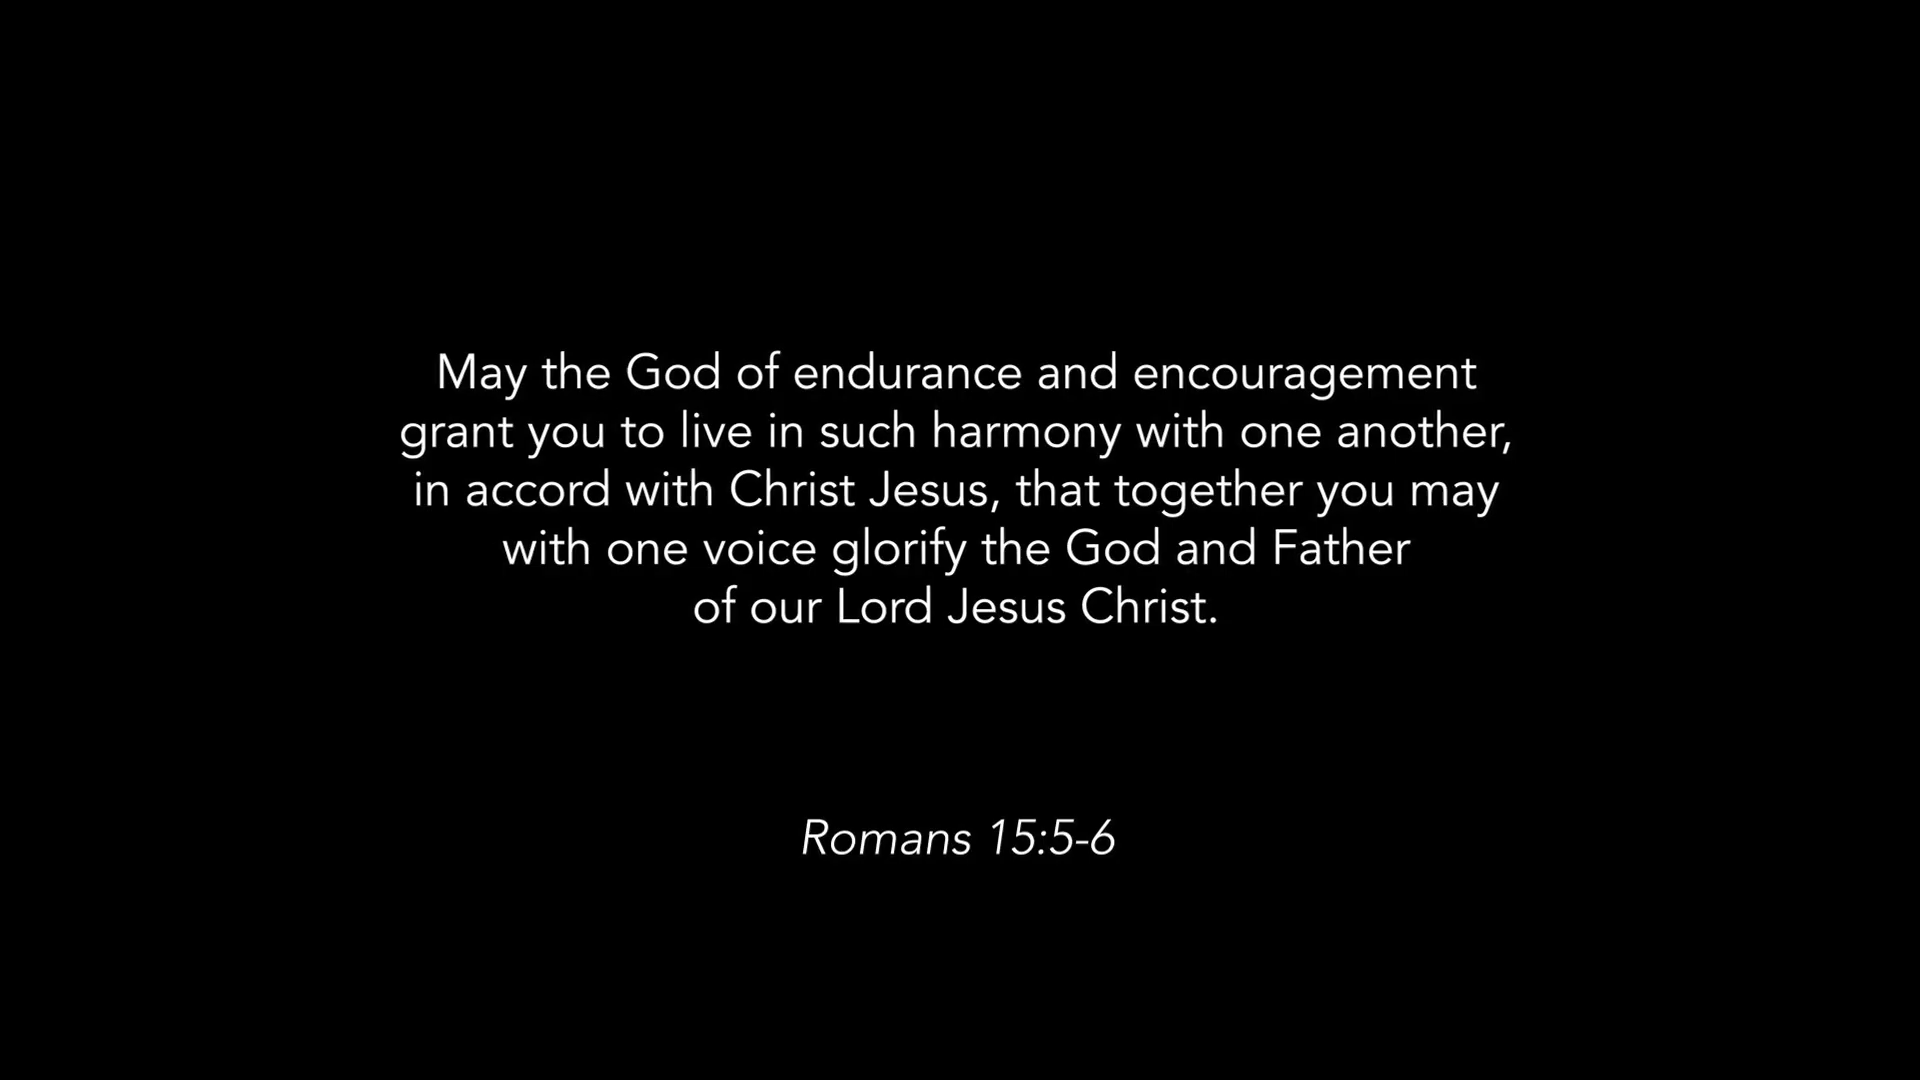 May the God of endurance and encouragement
grant you to live in such harmony with one another,
in accord with Christ Jesus, that together you may
with one voice glorify the God and Father
of our Lord Jesus Christ.
Romans 15:5-6